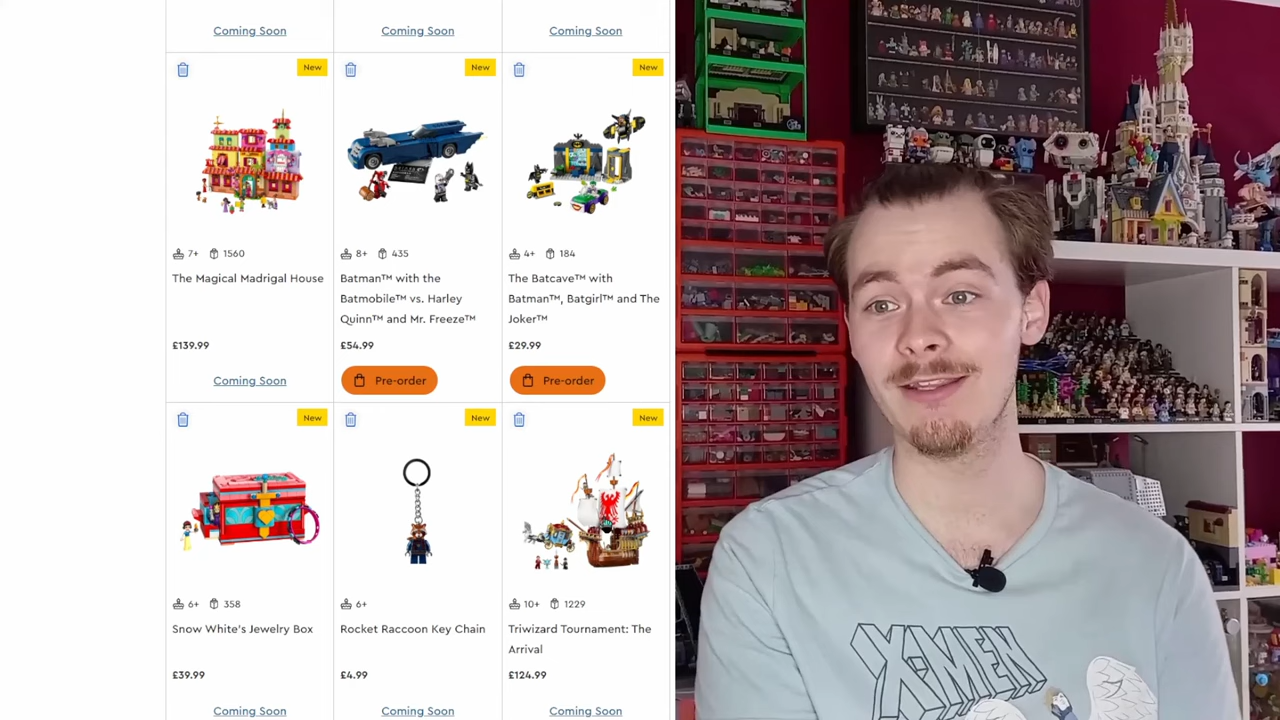 Coming Soon
Coming Soon
Coming Soon
New
New
New
7+ 1560
8+ 435
4+ 184
The Magical Madrigal House
Batman™ with the
Batmobile™ vs. Harley
Quinn™ and Mr. Freeze™
The Batcave™ with
Batman™, Batgirl™ and The
Joker™
£139.99
£54.99
£29.99
Coming Soon
Pre-order
Pre-order
New
New
New
6+ 358
6+
10+ 1229
Snow White's Jewelry Box
Rocket Raccoon Key Chain
Triwizard Tournament: The
Arrival
£39.99
£4.99
£124.99
Coming Soon
Coming Soon
Coming Soon
X-MEN